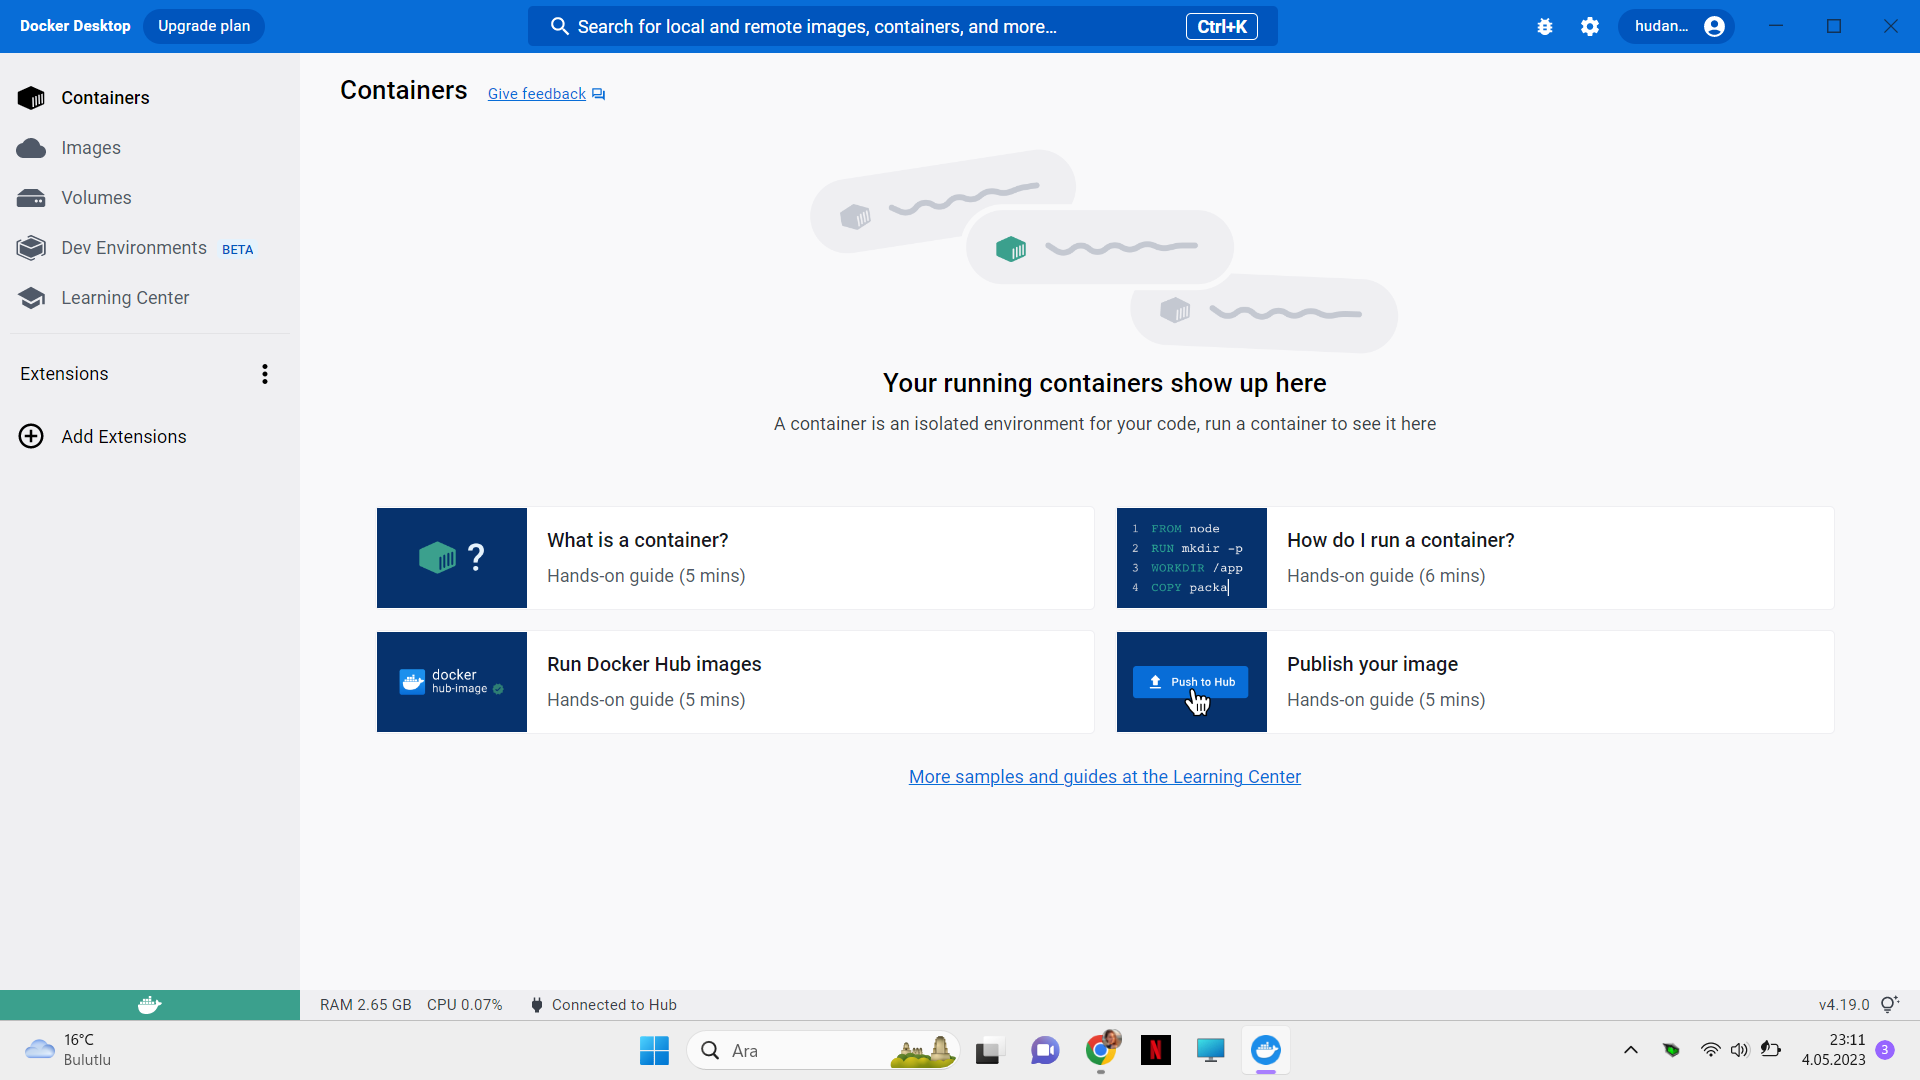 Docker Desktop
Upgrade plan
Search for local and remote images, containers, and more...
Ctrl+K
hudan...
Containers
Images
Volumes
Dev Environments BETA
Learning Center
Extensions
Add Extensions
Containers
Give feedback
Your running containers show up here
A container is an isolated environment for your code, run a container to see it here
?
What is a container?
Hands-on guide (5 mins)
1 FROM node
2 RUN mkdir -p
3 WORKDIR /app
4 COPY packa
How do I run a container?
Hands-on guide (6 mins)
docker
hub-image
Run Docker Hub images
Hands-on guide (5 mins)
Push to Hub
Publish your image
Hands-on guide (5 mins)
More samples and guides at the Learning Center
RAM 2.65 GB CPU 0.07% Connected to Hub
v4.19.0
16°C
Bulutlu
Ara
N
23:11
4.05.2023
3